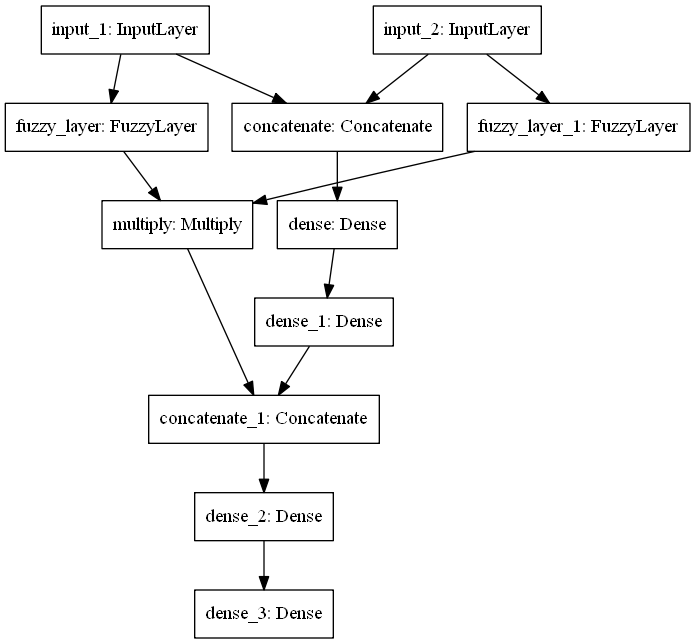 input_1: InputLayer
input_2: InputLayer
fuzzy_layer: FuzzyLayer
concatenate: Concatenate
fuzzy_layer_1: FuzzyLayer
multiply: Multiply
dense: Dense
dense_1: Dense
concatenate_1: Concatenate
dense_2: Dense
dense_3: Dense